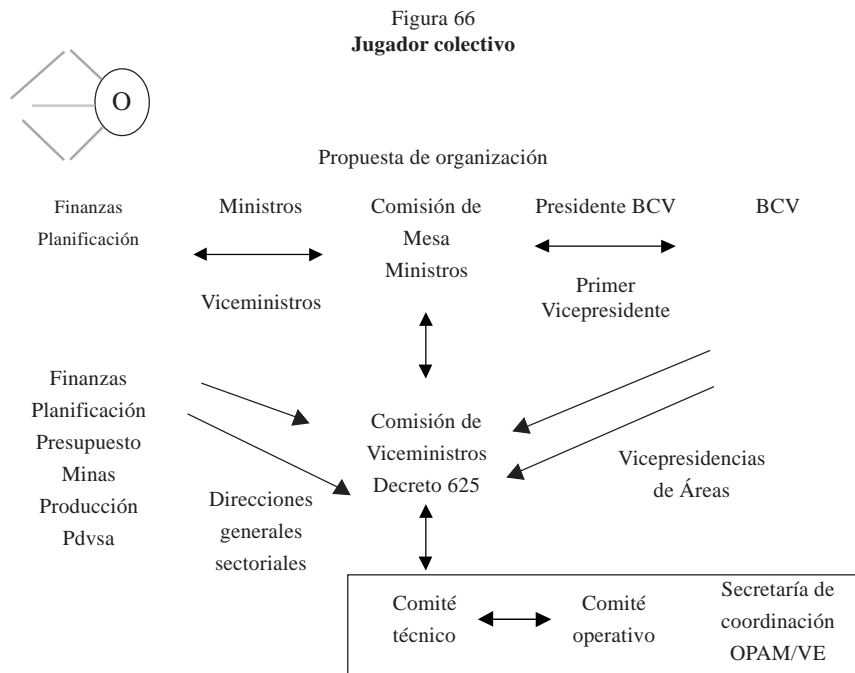 Figura 66
Jugador colectivo
O
Propuesta de organización
Finanzas
Planificación
Ministros
Viceministros
Comisión de
Mesa
Ministros
Presidente BCV
Primer
Vicepresidente
BCV
Finanzas
Planificación
Presupuesto
Minas
Producción
Pdvsa
Direcciones
generales
sectoriales
Comisión de
Viceministros
Decreto 625
Vicepresidencias
de Áreas
Comité
técnico
Comité
operativo
Secretaría de
coordinación
OPAM/VE